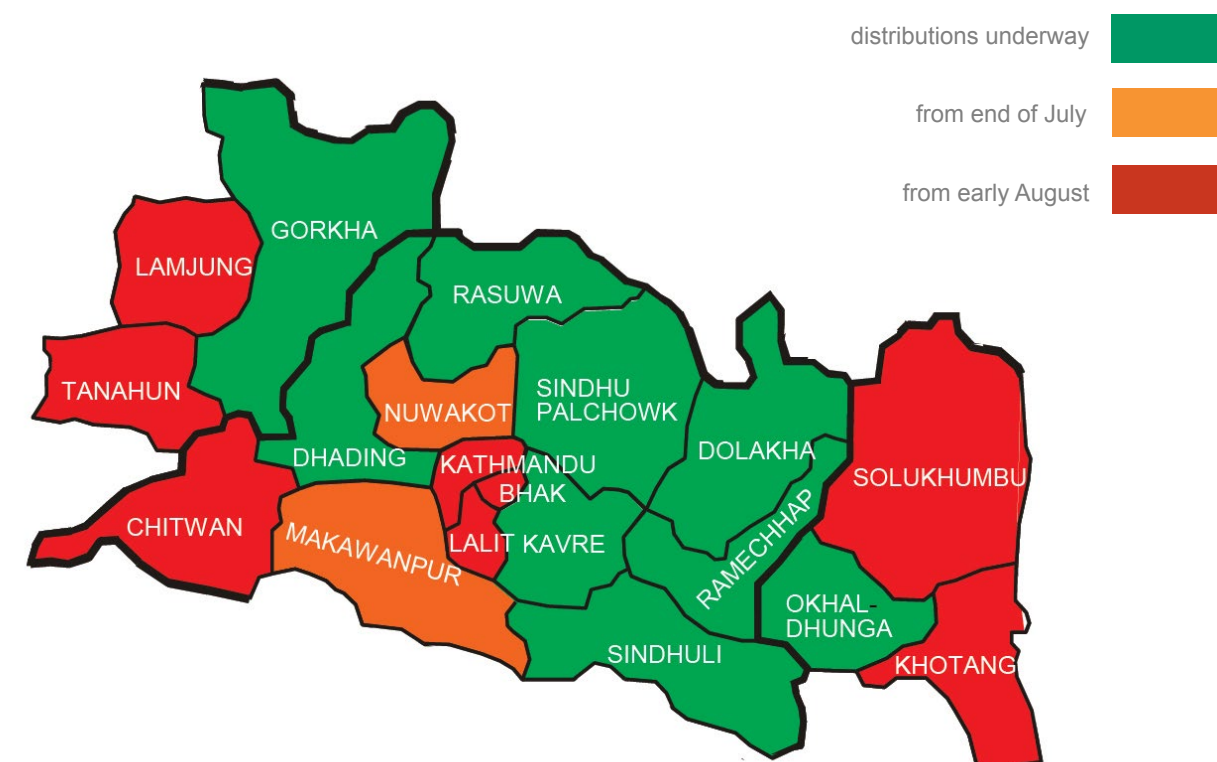 distributions underway
from end of July
from early August
GORKHA
LAMJUNG
RASUWA
TANAHUN
NUWAKOT
SINDHU
PALCHOWK
DHADING
KATHMANDU
BHAK
DOLAKHA
SOLUKHUMBU
CHITWAN
MAKAWANPUR
LALIT
KAVRE
RAMECHHAP
OKHAL-
DHUNGA
SINDHULI
KHOTANG